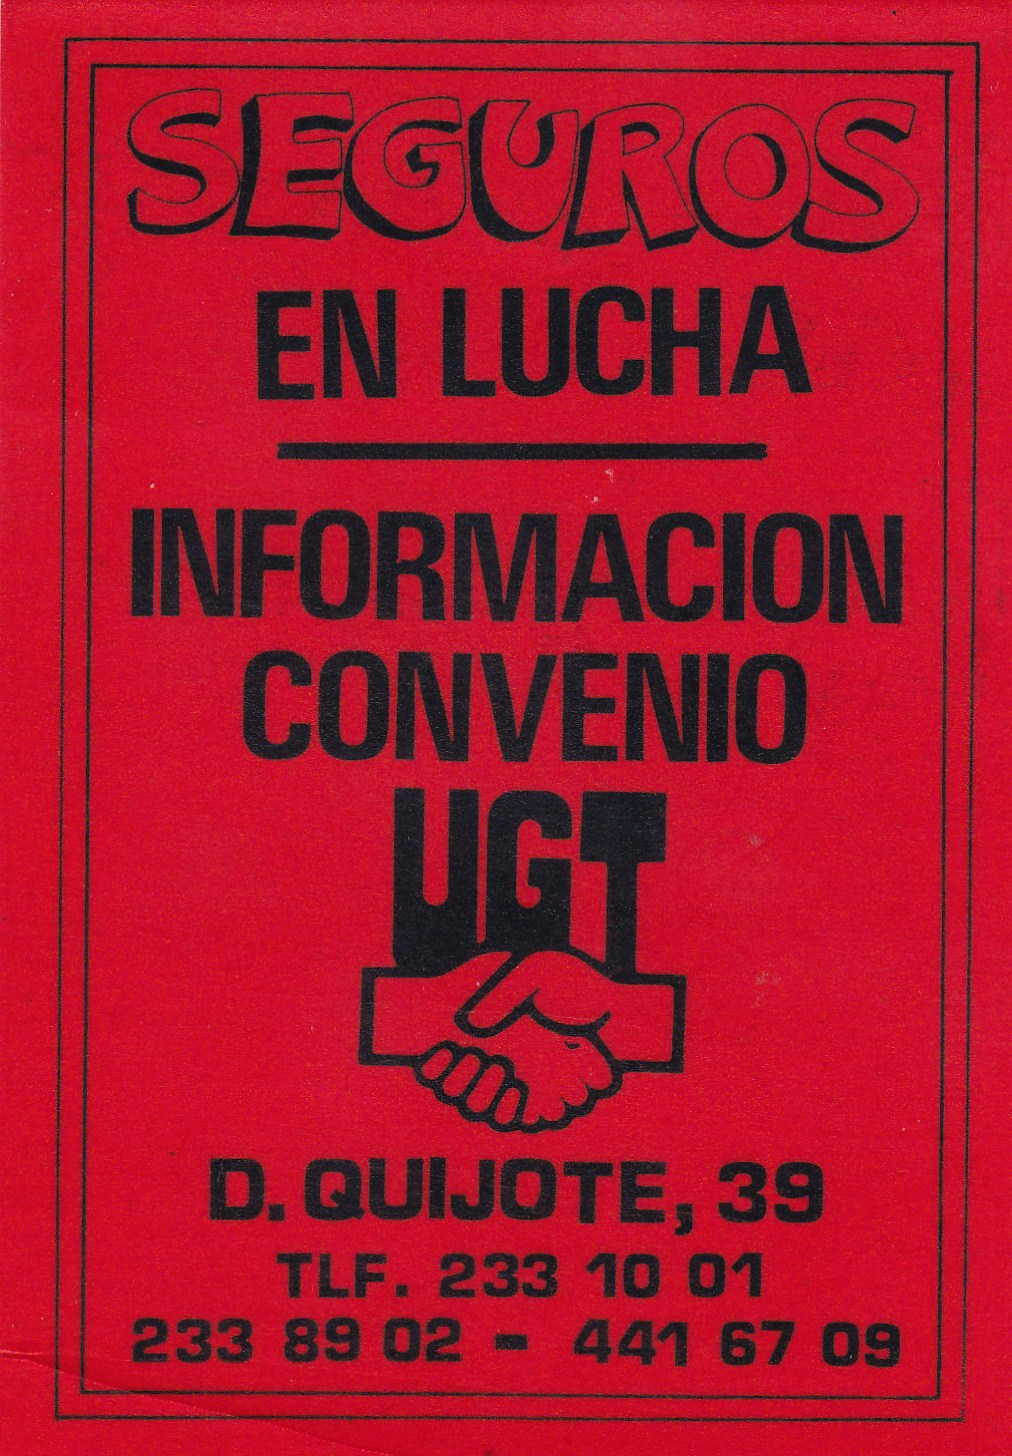 SEGUROS
EN LUCHA
INFORMACION
CONVENIO
UGT
D. QUIJOTE, 39
TLF. 233 10 01
233 89 02 - 441 67 09